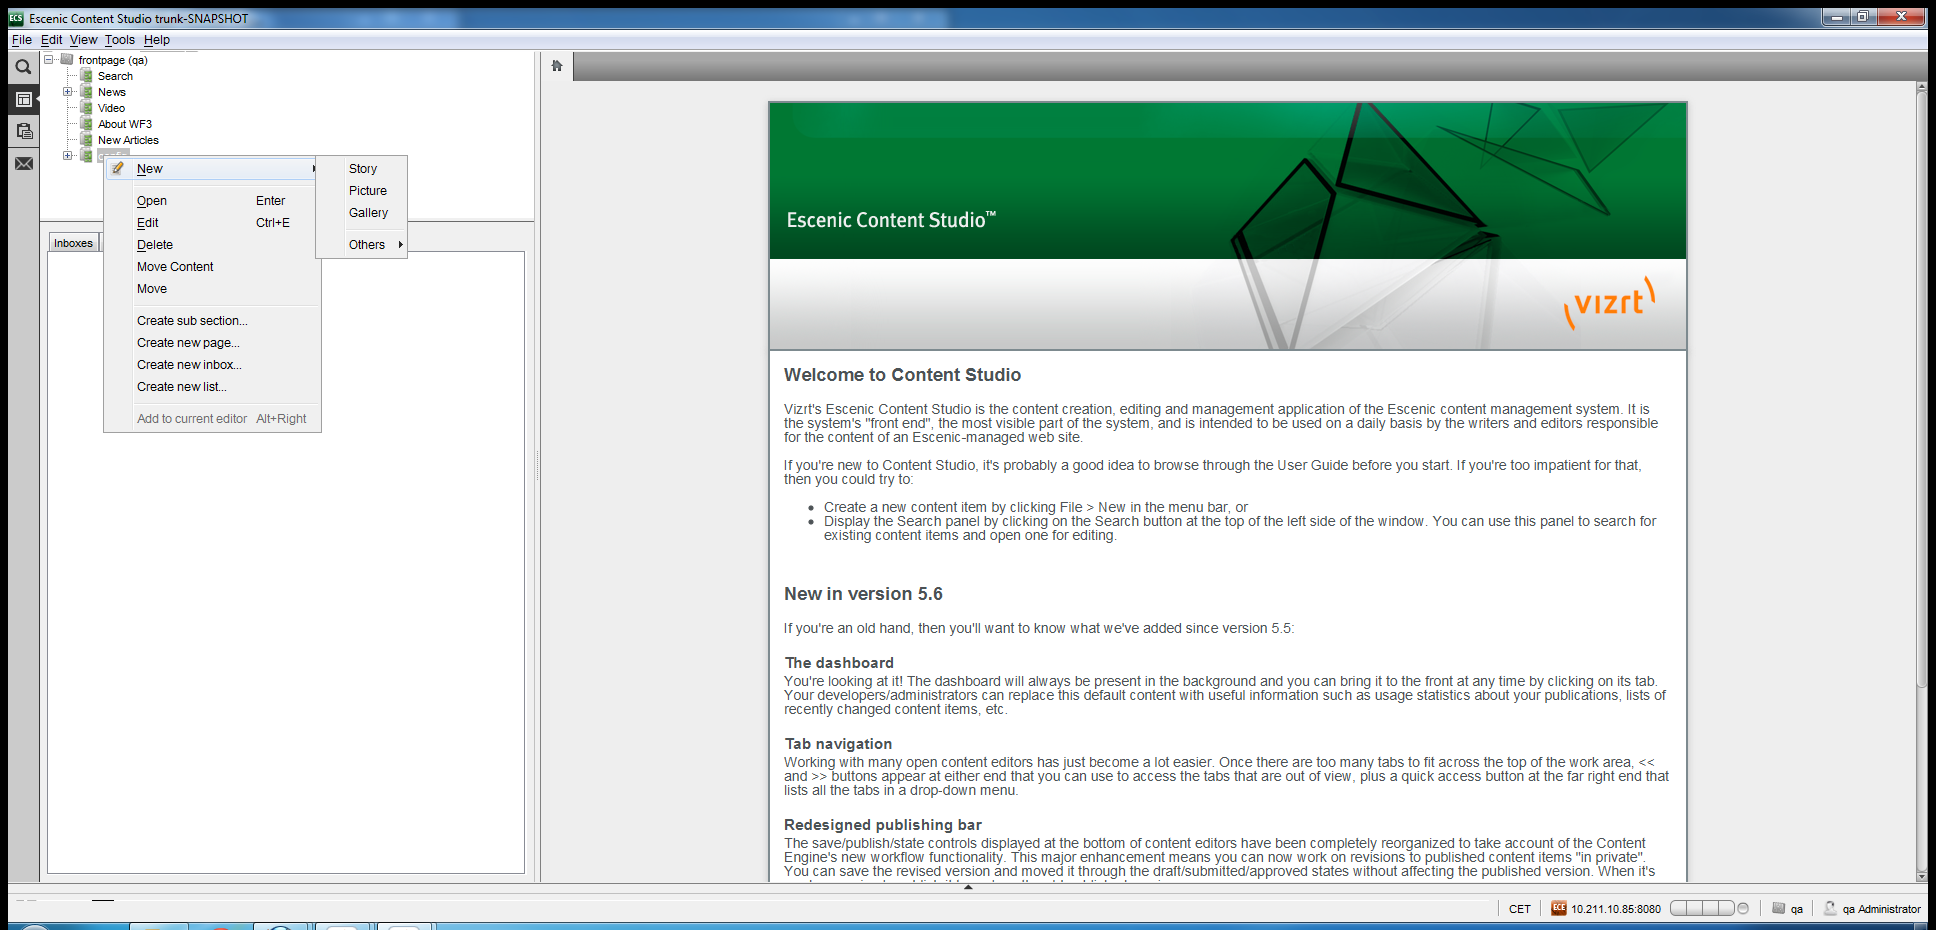 Escenic Content Studio trunk-SNAPSHOT
File Edit View Tools Help
frontpage (qa)
Search
News
Video
About WF3
New Articles
New
Open Enter
Edit Ctrl+E
Delete
Move Content
Move
Create sub section...
Create new page...
Create new inbox...
Create new list...
Add to current editor Alt+Right
Story
Picture
Gallery
Others
Inboxes
Escenic Content Studio™
vizrt
Welcome to Content Studio
Vizrt's Escenic Content Studio is the content creation, editing and management application of the Escenic content management system. It is
the system's "front end", the most visible part of the system, and is intended to be used on a daily basis by the writers and editors responsible
for the content of an Escenic-managed web site.
If you're new to Content Studio, it's probably a good idea to browse through the User Guide before you start. If you're too impatient for that,
then you could try to:
• Create a new content item by clicking File > New in the menu bar, or
• Display the Search panel by clicking on the Search button at the top of the left side of the window. You can use this panel to search for
existing content items and open one for editing.
New in version 5.6
If you're an old hand, then you'll want to know what we've added since version 5.5:
The dashboard
You're looking at it! The dashboard will always be present in the background and you can bring it to the front at any time by clicking on its tab.
Your developers/administrators can replace this default content with useful information such as usage statistics about your publications, lists of
recently changed content items, etc.
Tab navigation
Working with many open content editors has just become a lot easier. Once there are too many tabs to fit across the top of the work area, <<
and >> buttons appear at either end that you can use to access the tabs that are out of view, plus a quick access button at the far right end that
lists all the tabs in a drop-down menu.
Redesigned publishing bar
The save/publish/state controls displayed at the bottom of content editors have been completely reorganized to take account of the Content
Engine's new workflow functionality. This major enhancement means you can now work on revisions to published content items "in private".
You can save the revised version and moved it through the draft/submitted/approved states without affecting the published version. When it's
CET ECE 10.211.10.85:8080 qa qa Administrator